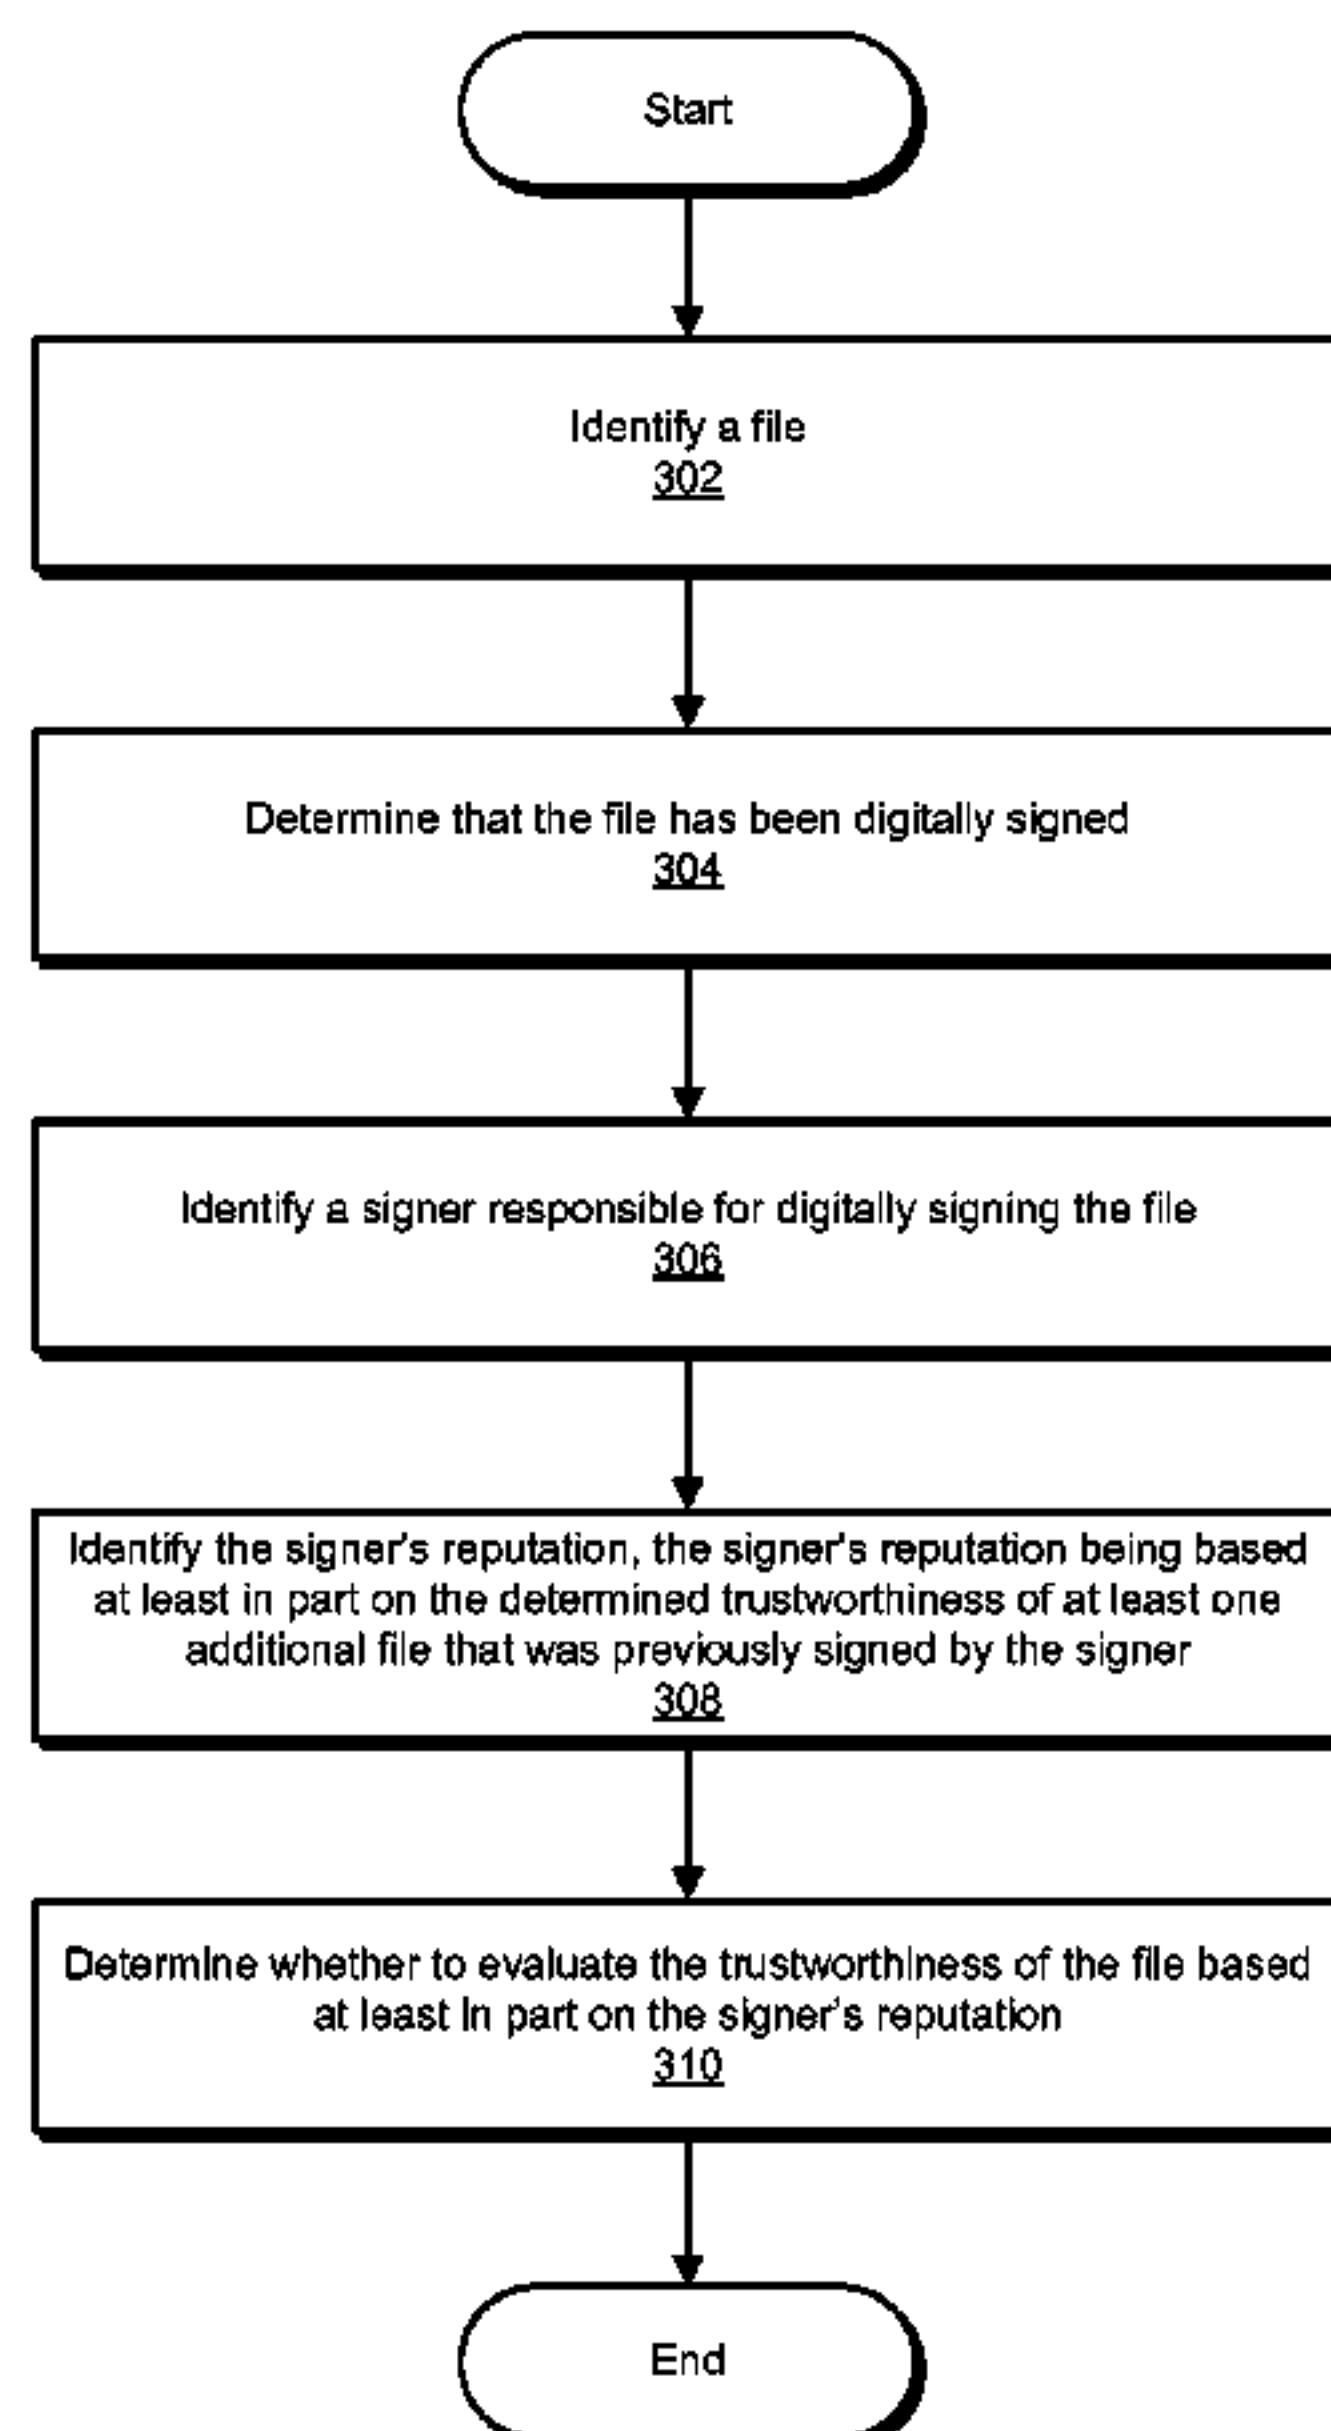 Start
Identify a file
302
Determine that the file has been digitally signed
304
Identify a signer responsible for digitally signing the file
306
Identify the signer's reputation, the signer's reputation being based
at least in part on the determined trustworthiness of at least one
additional file that was previously signed by the signer
308
Determine whether to evaluate the trustworthiness of the file based
at least in part on the signer's reputation
310
End